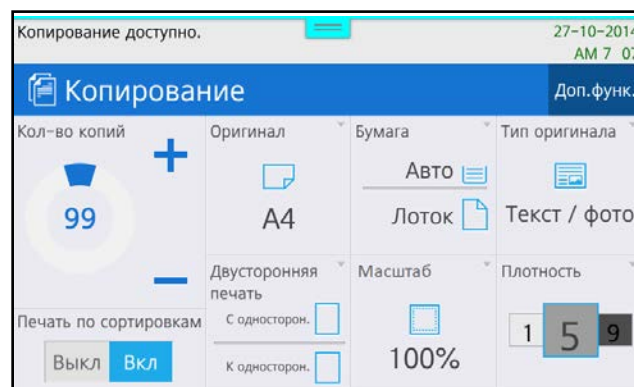 Копирование доступно.
27-10-2014
AM 7 07
Копирование
Доп.функ.
Кол-во копий
+
99
−
Печать по сортировкам
Выкл Вкл
Оригинал
A4
Бумага
Авто
Лоток
Тип оригинала
Текст / фото
Двусторонняя
печать
С односторон.
К односторон.
Масштаб
100%
Плотность
1 5 9